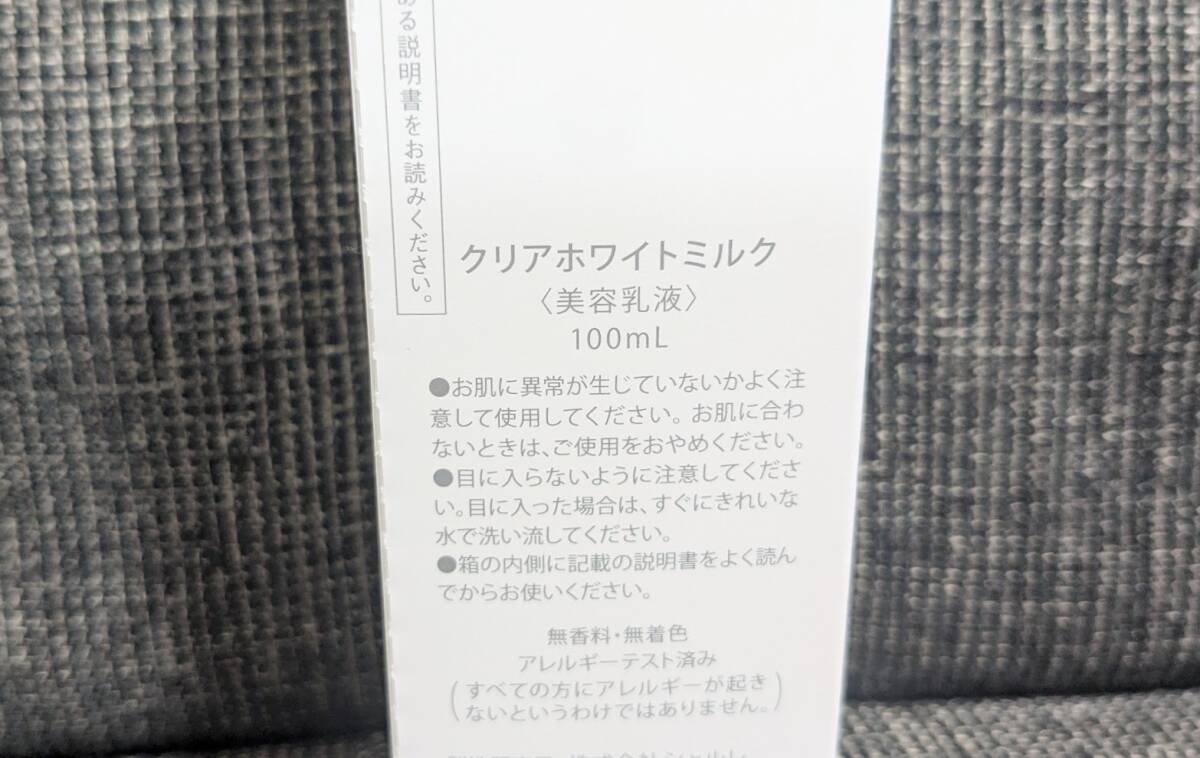 ある説明書をお読みください。
クリアホワイトミルク
〈美容乳液〉
100mL
●お肌に異常が生じていないかよく注
意して使用してください。お肌に合わ
ないときは、ご使用をおやめください。
●目に入らないように注意してくださ
い。目に入った場合は、すぐにきれいな
水で洗い流してください。
●箱の内側に記載の説明書をよく読ん
でからお使いください。
無香料・無着色
アレルギーテスト済み
(すべての方にアレルギーが起き
ないというわけではありません。)